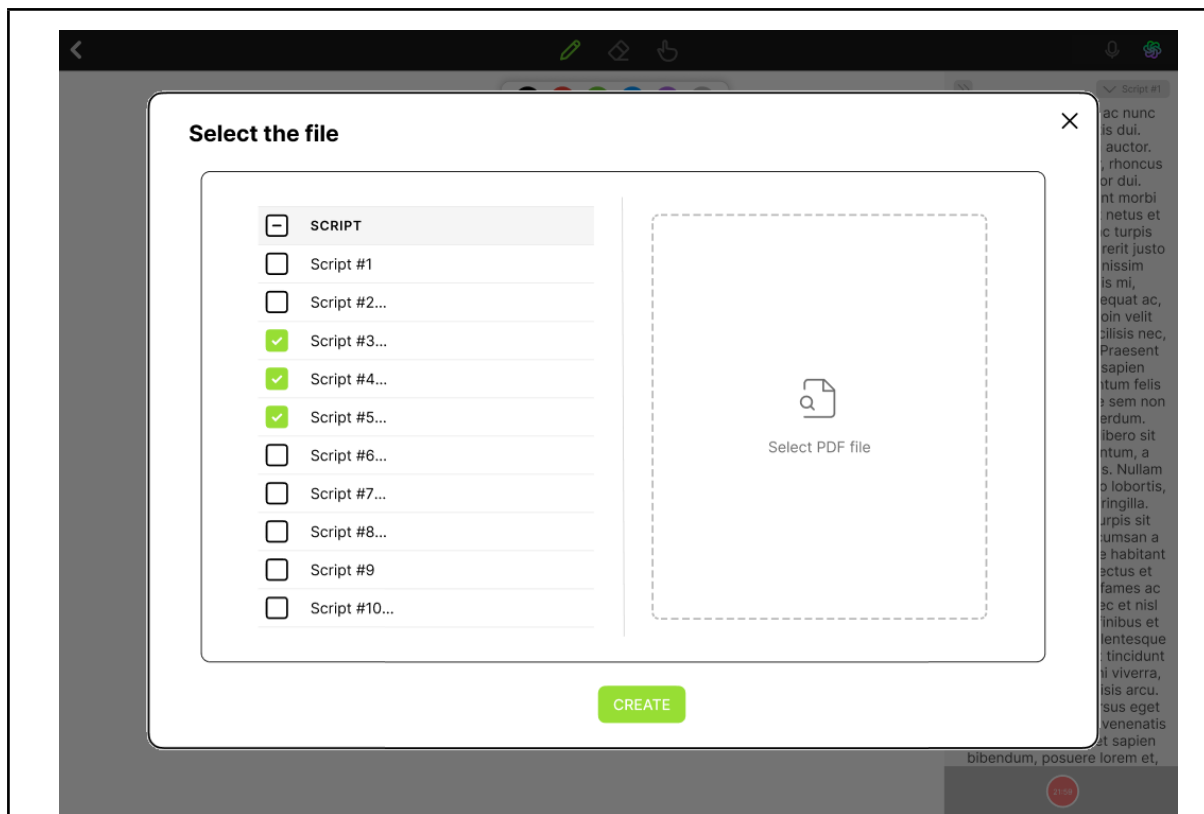 Script #1
Select the file
SCRIPT
Script #1
Script #2...
Script #3...
Script #4...
Script #5...
Script #6...
Script #7...
Script #8...
Script #9
Script #10...
Select PDF file
CREATE
ac nunc
is dui.
auctor.
, rhoncus
or dui.
nt morbi
netus et
c turpis
rerit justo
nissim
is mi,
equat ac,
oin velit
cilisis nec,
Praesent
sapien
ntum felis
e sem non
erdum.
ibero sit
ntum, a
s. Nullam
lobortis,
ringilla.
urpis sit
cumsan a
e habitant
ectus et
fames ac
ec et nisl
finibus et
lentesque
tincidunt
ni viverra,
isis arcu.
rsus eget
venenatis
et sapien
bibendum, posuere lorem et,
21:59